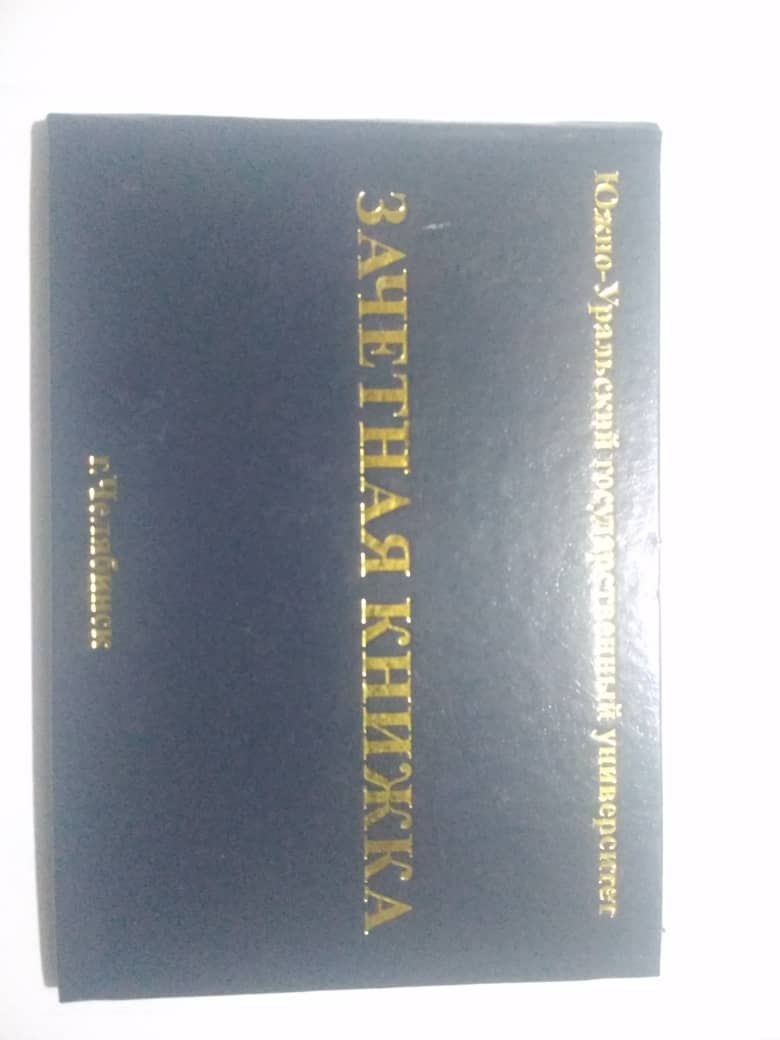 Южно-Уральский государственный университет
ЗАЧЕТНАЯ КНИЖКА
г.Челябинск